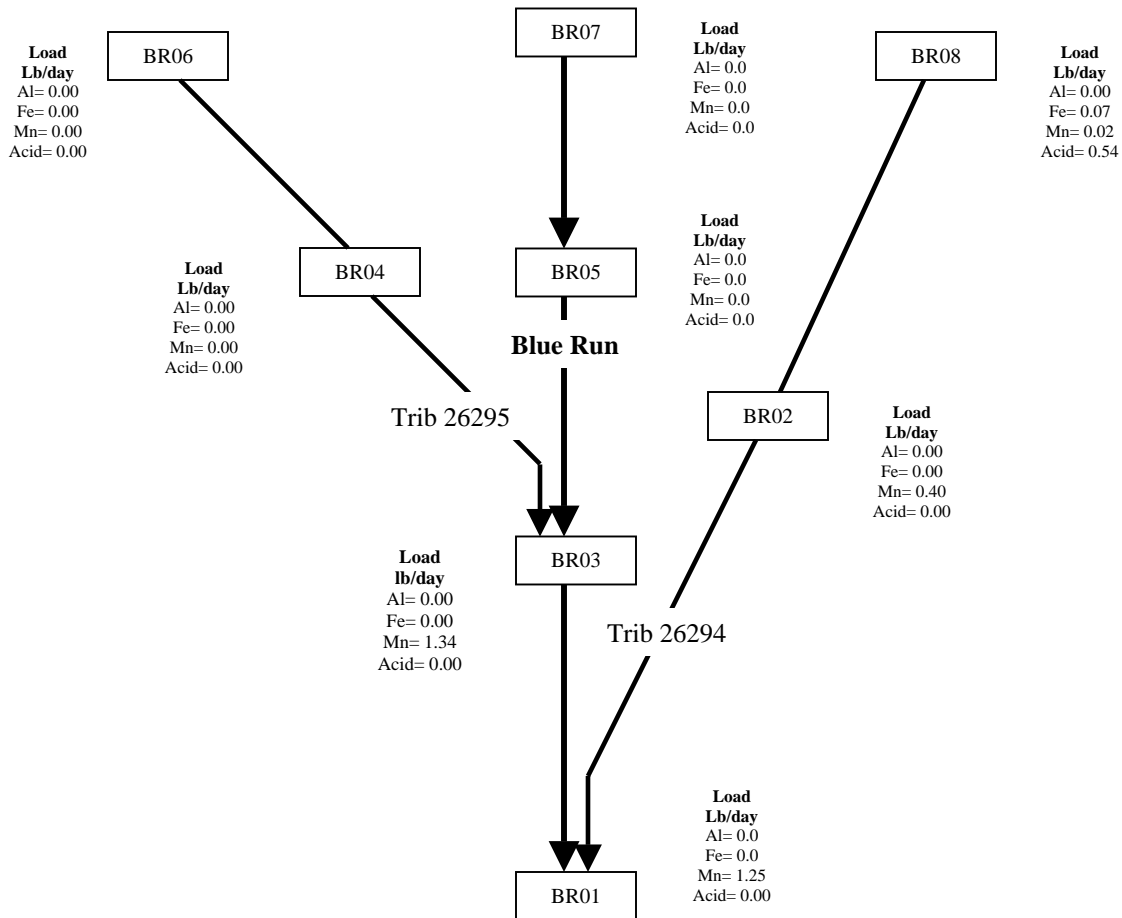 BR06
Load
Lb/day
Al= 0.00
Fe= 0.00
Mn= 0.00
Acid= 0.00
BR07
Load
Lb/day
Al= 0.0
Fe= 0.0
Mn= 0.0
Acid= 0.0
BR08
Load
Lb/day
Al= 0.00
Fe= 0.07
Mn= 0.02
Acid= 0.54
BR04
Load
Lb/day
Al= 0.00
Fe= 0.00
Mn= 0.00
Acid= 0.00
BR05
Load
Lb/day
Al= 0.0
Fe= 0.0
Mn= 0.0
Acid= 0.0
Blue Run
Trib 26295
BR02
Load
Lb/day
Al= 0.00
Fe= 0.00
Mn= 0.40
Acid= 0.00
BR03
Load
lb/day
Al= 0.00
Fe= 0.00
Mn= 1.34
Acid= 0.00
Trib 26294
Load
Lb/day
Al= 0.0
Fe= 0.0
Mn= 1.25
Acid= 0.00
BR01